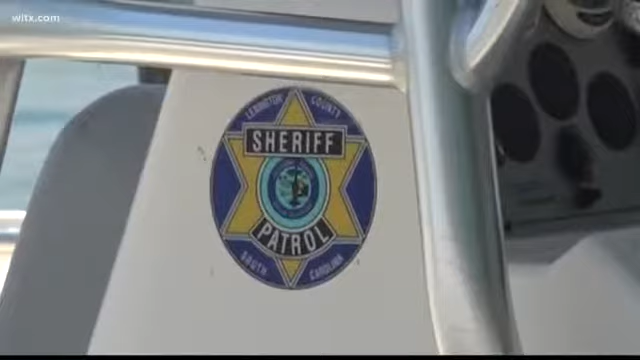 wltx.com
LEXINGTON COUNTY
SHERIFF
PATROL
SOUTH CAROLINA